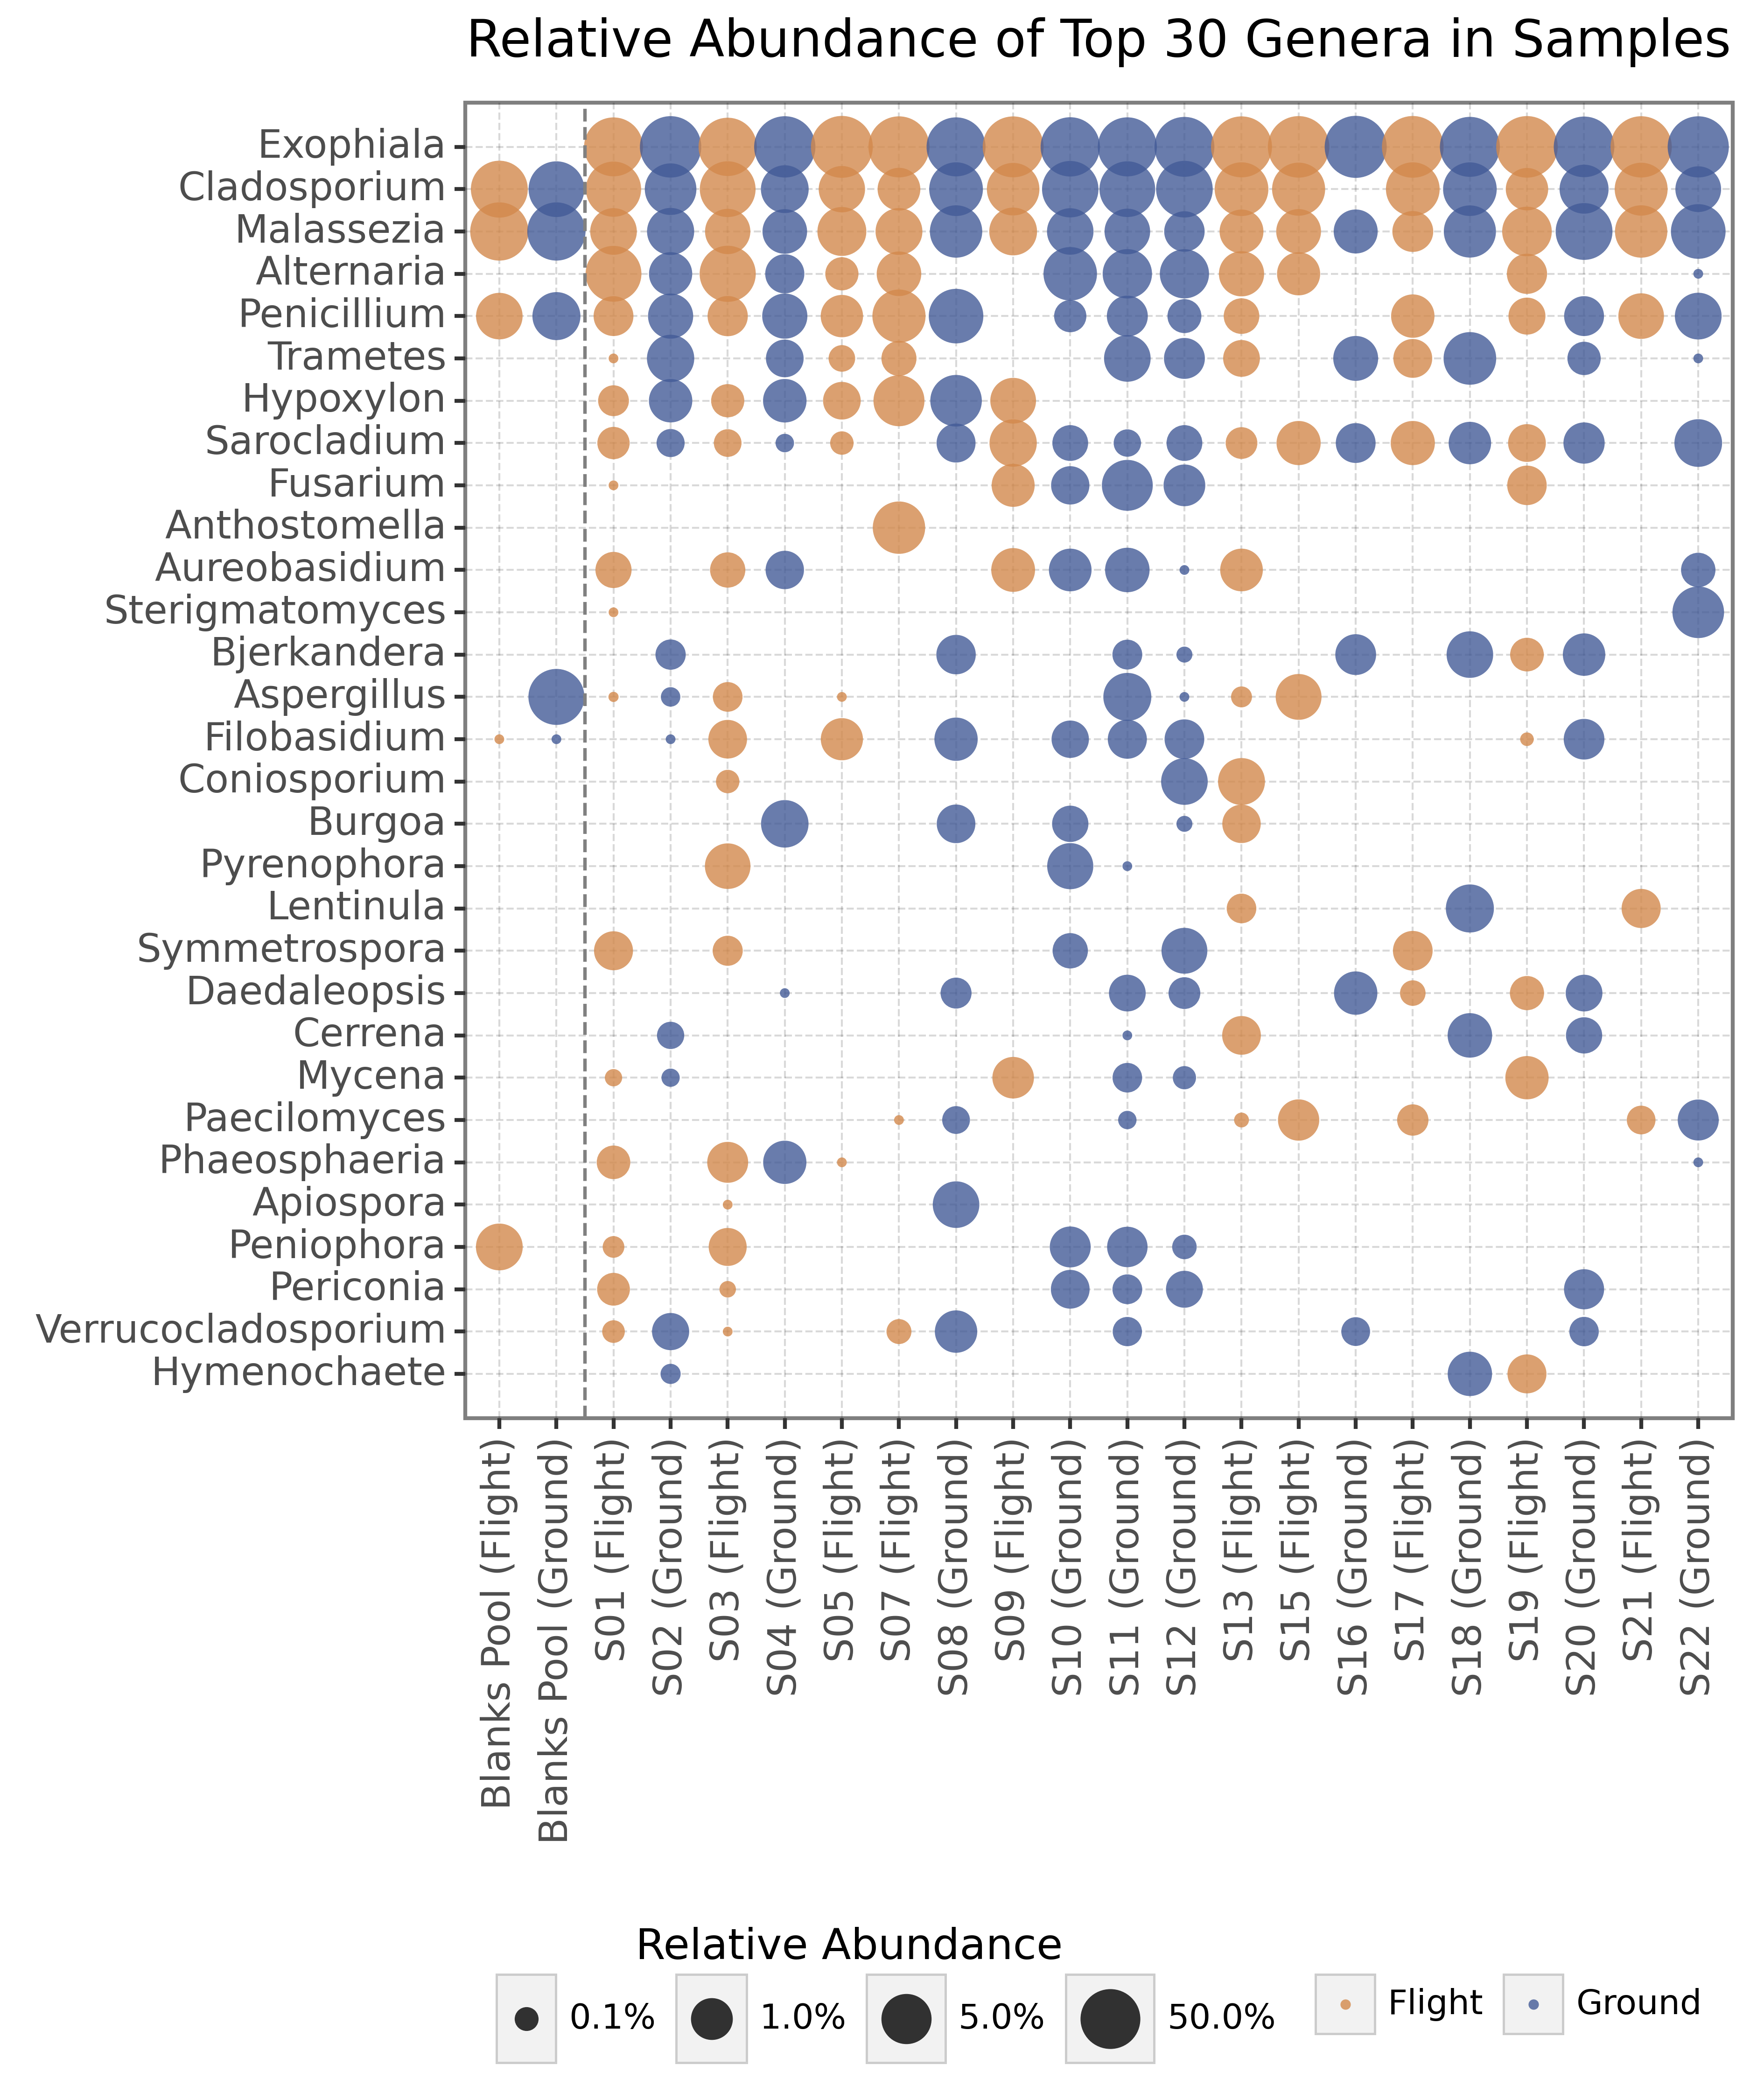 Relative Abundance of Top 30 Genera in Samples
Exophiala
Cladosporium
Malassezia
Alternaria
Penicillium
Trametes
Hypoxylon
Sarocladium
Fusarium
Anthostomella
Aureobasidium
Sterigmatomyces
Bjerkandera
Aspergillus
Filobasidium
Coniosporium
Burgoa
Pyrenophora
Lentinula
Symmetrospora
Daedaleopsis
Cerrena
Mycena
Paecilomyces
Phaeosphaeria
Apiospora
Peniophora
Periconia
Verrucocladosporium
Hymenochaete
Blanks Pool (Flight)
Blanks Pool (Ground)
S01 (Flight)
S02 (Ground)
S03 (Flight)
S04 (Ground)
S05 (Flight)
S07 (Flight)
S08 (Ground)
S09 (Flight)
S10 (Ground)
S11 (Ground)
S12 (Ground)
S13 (Flight)
S15 (Flight)
S16 (Ground)
S17 (Flight)
S18 (Ground)
S19 (Flight)
S20 (Ground)
S21 (Flight)
S22 (Ground)
Relative Abundance
0.1% 1.0% 5.0% 50.0% Flight Ground